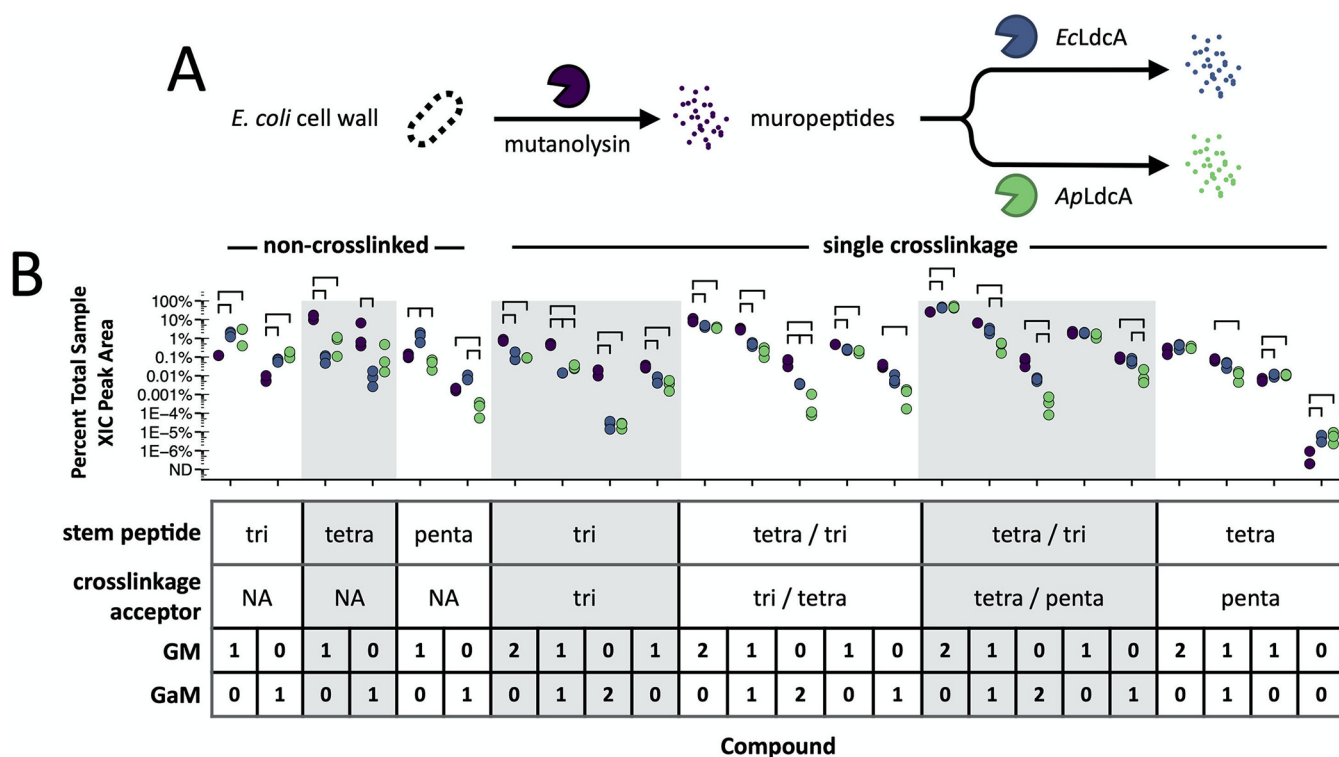 A
E. coli cell wall
mutanolysin
muropeptides
EcLdcA
ApLdcA
B
non-crosslinked
single crosslinkage
Percent Total Sample
XIC Peak Area
100%
10%
1%
0.1%
0.01%
0.001%
1E−4%
1E−5%
1E−6%
ND
stem peptide tri tetra penta tri tetra / tri tetra / tri tetra
crosslinkage
acceptor NA NA NA tri tri / tetra tetra / penta penta
GM 1 0 1 0 1 0 2 1 0 1 2 1 0 1 0 2 1 0 1 0 2 1 1 0
GaM 0 1 0 1 0 1 0 1 2 0 0 1 2 0 1 0 1 2 0 1 0 1 0 0
Compound